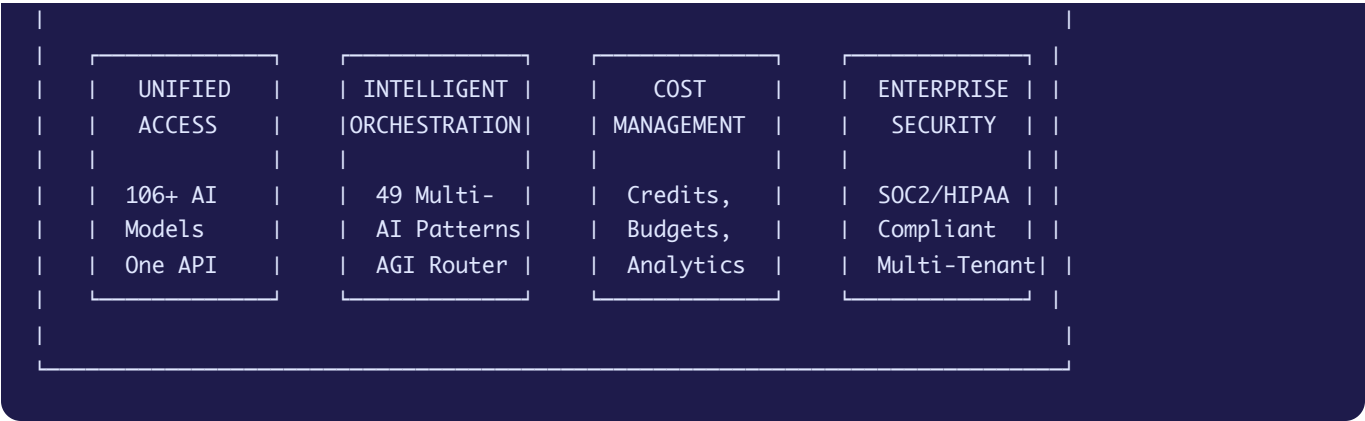 UNIFIED INTELLIGENT COST ENTERPRISE
ACCESS ORCHESTRATION MANAGEMENT SECURITY
106+ AI 49 Multi- Credits, SOC2/HIPAA
Models AI Patterns Budgets, Compliant
One API AGI Router Analytics Multi-Tenant